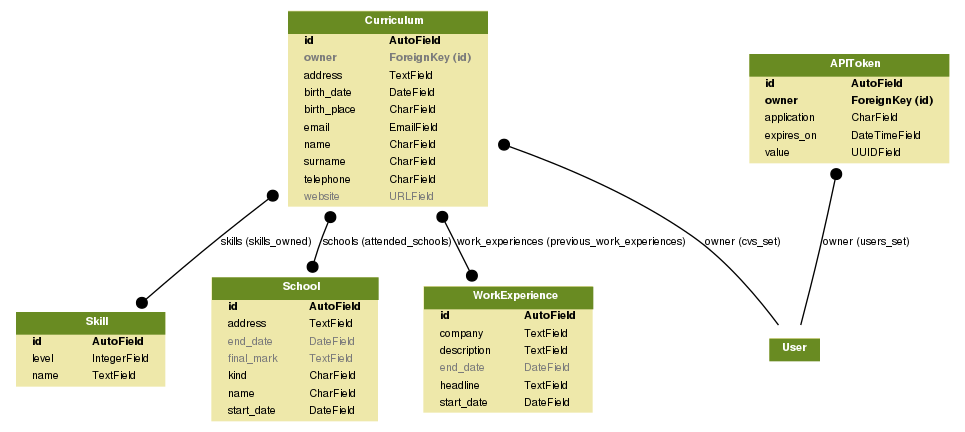 Curriculum
id AutoField
owner ForeignKey (id)
address TextField
birth_date DateField
birth_place CharField
email EmailField
name CharField
surname CharField
telephone CharField
website URLField
APIToken
id AutoField
owner ForeignKey (id)
application CharField
expires_on DateTimeField
value UUIDField
skills (skills_owned)
schools (attended_schools)
work_experiences (previous_work_experiences)
owner (cvs_set)
owner (users_set)
Skill
id AutoField
level IntegerField
name TextField
School
id AutoField
address TextField
end_date DateField
final_mark TextField
kind CharField
name CharField
start_date DateField
WorkExperience
id AutoField
company TextField
description TextField
end_date DateField
headline TextField
start_date DateField
User